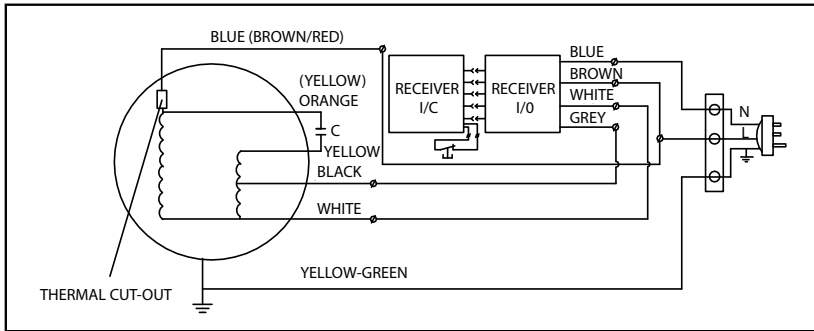 BLUE (BROWN/RED)
(YELLOW)
ORANGE
C
YELLOW
BLACK
WHITE
THERMAL CUT-OUT
YELLOW-GREEN
RECEIVER
I/C
RECEIVER
I/0
BLUE
BROWN
WHITE
GREY
N
L